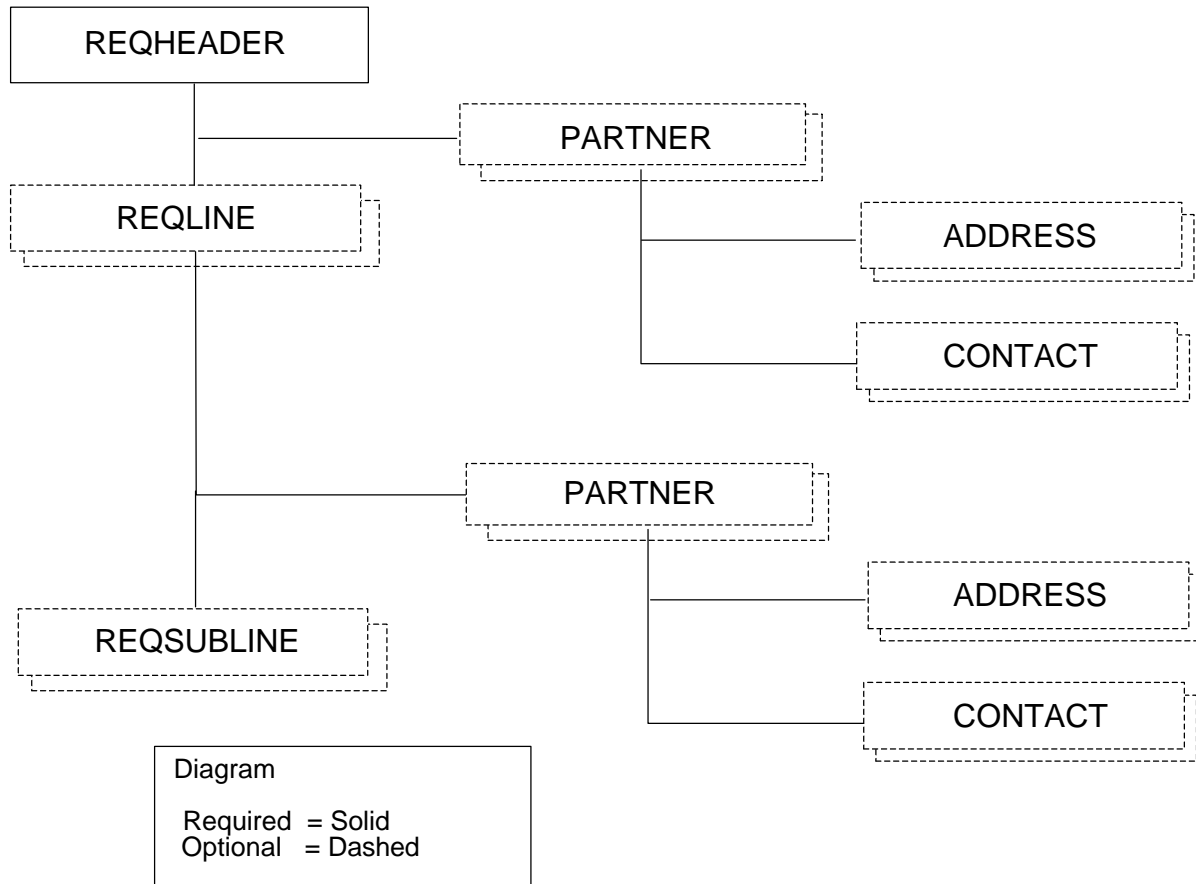 REQHEADER
PARTNER
REQLINE
ADDRESS
CONTACT
PARTNER
ADDRESS
REQSUBLINE
CONTACT
Diagram
Required = Solid
Optional = Dashed